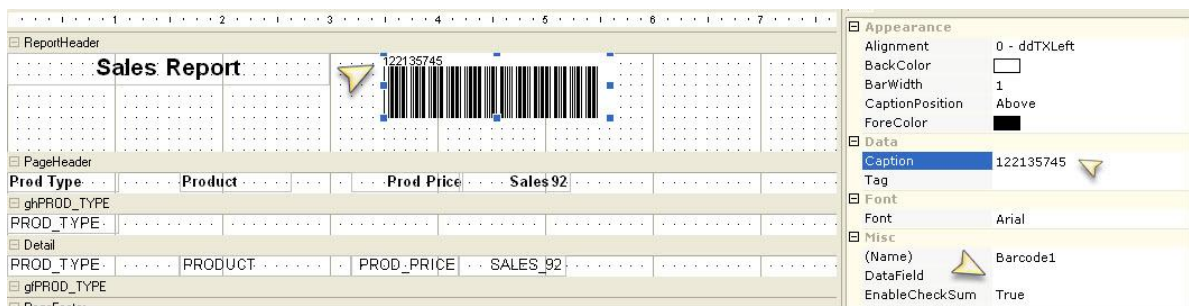 1 2 3 4 5 6 7
ReportHeader
Sales Report
122135745
PageHeader
Prod Type Product Prod Price Sales 92
ghPROD_TYPE
PROD_TYPE
Detail
PROD_TYPE PRODUCT PROD_PRICE SALES_92
gfPROD_TYPE
Appearance
Alignment 0 - ddTXLeft
BackColor
BarWidth 1
CaptionPosition Above
ForeColor
Data
Caption 122135745
Tag
Font
Font Arial
Misc
(Name) Barcode1
DataField
EnableCheckSum True